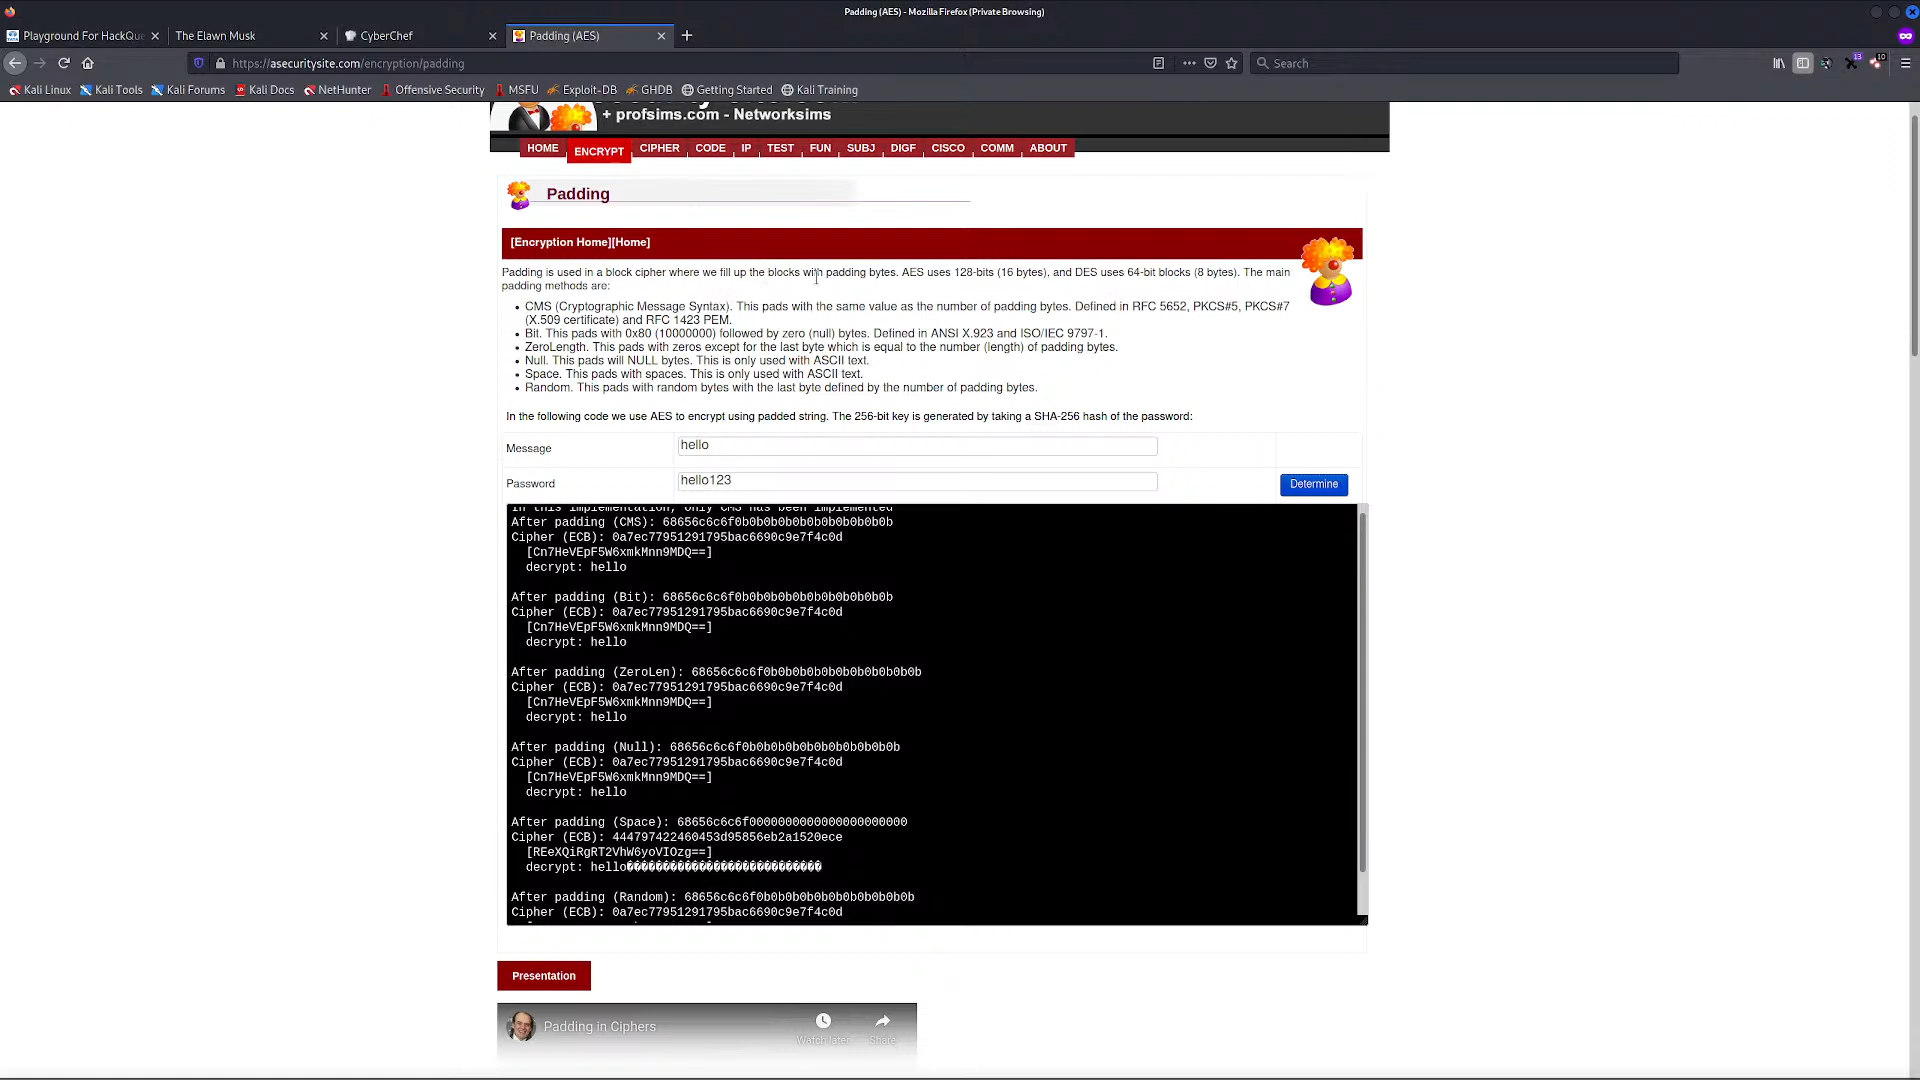 Padding (AES) - Mozilla Firefox (Private Browsing)
Playground For HackQue
The Elawn Musk
CyberChef
Padding (AES)
https://asecuritysite.com/encryption/padding
Search
13
10
Kali Linux
Kali Tools
Kali Forums
Kali Docs
NetHunter
Offensive Security
MSFU
Exploit-DB
GHDB
Getting Started
Kali Training
+ profsims.com - Networksims
HOME
ENCRYPT
CIPHER
CODE
IP
TEST
FUN
SUBJ
DIGF
CISCO
COMM
ABOUT
Padding
[Encryption Home][Home]
Padding is used in a block cipher where we fill up the blocks with padding bytes. AES uses 128-bits (16 bytes), and DES uses 64-bit blocks (8 bytes). The main
padding methods are:
• CMS (Cryptographic Message Syntax). This pads with the same value as the number of padding bytes. Defined in RFC 5652, PKCS#5, PKCS#7
(X.509 certificate) and RFC 1423 PEM.
• Bit. This pads with 0x80 (10000000) followed by zero (null) bytes. Defined in ANSI X.923 and ISO/IEC 9797-1.
• ZeroLength. This pads with zeros except for the last byte which is equal to the number (length) of padding bytes.
• Null. This pads will NULL bytes. This is only used with ASCII text.
• Space. This pads with spaces. This is only used with ASCII text.
• Random. This pads with random bytes with the last byte defined by the number of padding bytes.
In the following code we use AES to encrypt using padded string. The 256-bit key is generated by taking a SHA-256 hash of the password:
Message
hello
Password
hello123
Determine
In this implementation, only CMS has been implemented
After padding (CMS): 68656c6c6f0b0b0b0b0b0b0b0b0b0b0b
Cipher (ECB): 0a7ec77951291795bac6690c9e7f4c0d
[Cn7HeVEpF5W6xmkMnn9MDQ==]
decrypt: hello
After padding (Bit): 68656c6c6f0b0b0b0b0b0b0b0b0b0b0b
Cipher (ECB): 0a7ec77951291795bac6690c9e7f4c0d
[Cn7HeVEpF5W6xmkMnn9MDQ==]
decrypt: hello
After padding (ZeroLen): 68656c6c6f0b0b0b0b0b0b0b0b0b0b0b
Cipher (ECB): 0a7ec77951291795bac6690c9e7f4c0d
[Cn7HeVEpF5W6xmkMnn9MDQ==]
decrypt: hello
After padding (Null): 68656c6c6f0b0b0b0b0b0b0b0b0b0b0b
Cipher (ECB): 0a7ec77951291795bac6690c9e7f4c0d
[Cn7HeVEpF5W6xmkMnn9MDQ==]
decrypt: hello
After padding (Space): 68656c6c6f0000000000000000000000
Cipher (ECB): 444797422460453d95856eb2a1520ece
[REeXQiRgRT2VhW6yoVIOzg==]
decrypt: hello���������������������������
After padding (Random): 68656c6c6f0b0b0b0b0b0b0b0b0b0b0b
Cipher (ECB): 0a7ec77951291795bac6690c9e7f4c0d
Presentation
Padding in Ciphers
Watch later
Share